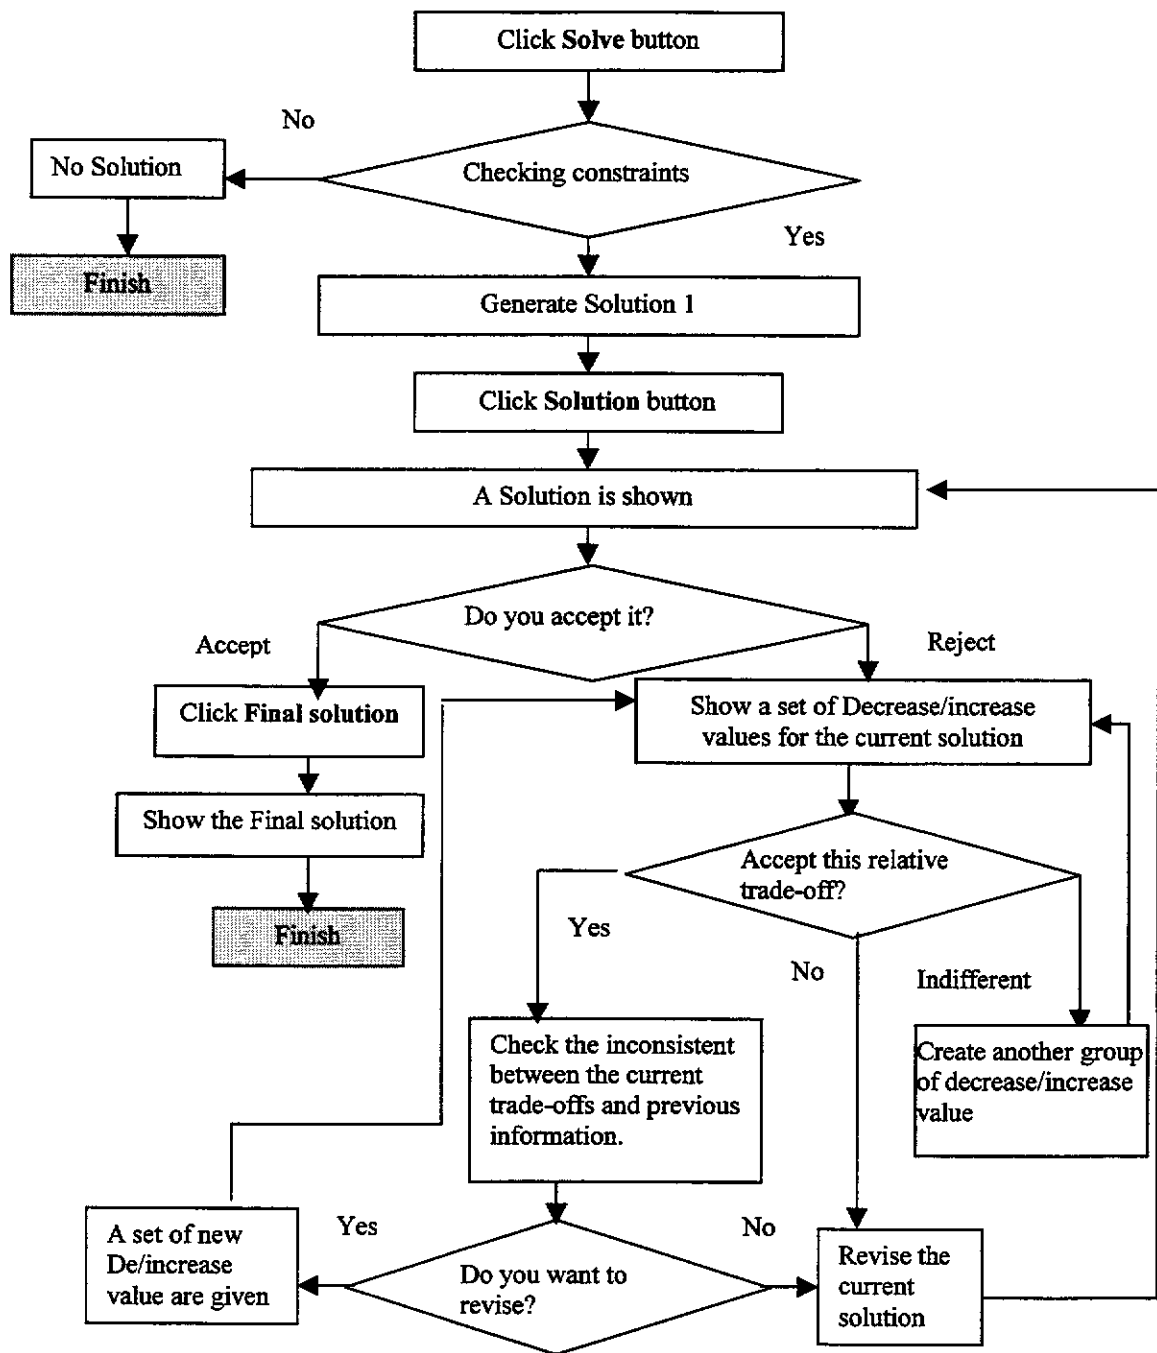 Click Solve button
No
No Solution
Checking constraints
Yes
Finish
Generate Solution 1
Click Solution button
A Solution is shown
Do you accept it?
Accept
Reject
Click Final solution
Show a set of Decrease/increase
values for the current solution
Show the Final solution
Accept this relative
trade-off?
Finish
Yes
No
Indifferent
Check the inconsistent
between the current
trade-offs and previous
information.
Create another group
of decrease/increase
value
A set of new
De/increase
value are given
Yes
Do you want to
revise?
No
Revise the
current
solution